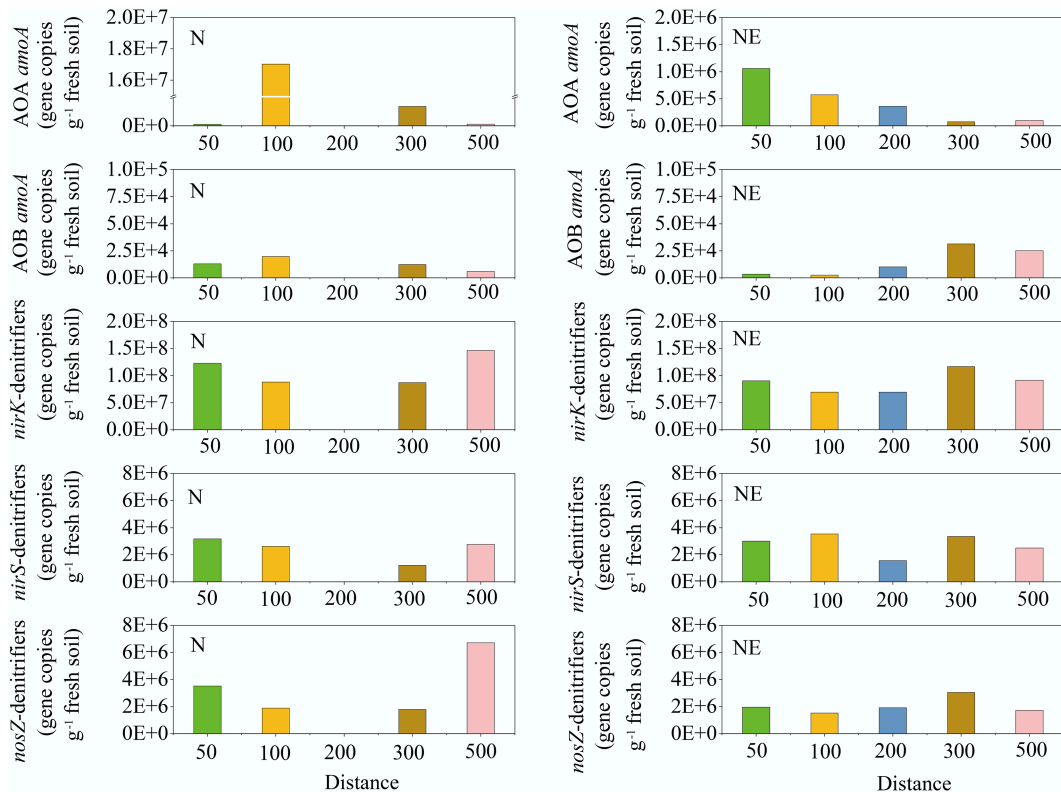 AOA amoA
(gene copies
g⁻¹ fresh soil)
2.0E+7
1.7E+7
1.6E+7
0E+0
N
50 100 200 300 500
AOA amoA
(gene copies
g⁻¹ fresh soil)
2.0E+6
1.5E+6
1.0E+6
5.0E+5
0.0E+0
NE
50 100 200 300 500
AOB amoA
(gene copies
g⁻¹ fresh soil)
1.0E+5
7.5E+4
5.0E+4
2.5E+4
0.0E+0
N
50 100 200 300 500
AOB amoA
(gene copies
g⁻¹ fresh soil)
1.0E+5
7.5E+4
5.0E+4
2.5E+4
0.0E+0
NE
50 100 200 300 500
nirK-denitrifiers
(gene copies
g⁻¹ fresh soil)
2.0E+8
1.5E+8
1.0E+8
5.0E+7
0.0E+0
N
50 100 200 300 500
nirK-denitrifiers
(gene copies
g⁻¹ fresh soil)
2.0E+8
1.5E+8
1.0E+8
5.0E+7
0.0E+0
NE
50 100 200 300 500
nirS-denitrifiers
(gene copies
g⁻¹ fresh soil)
8E+6
6E+6
4E+6
2E+6
0E+0
N
50 100 200 300 500
nirS-denitrifiers
(gene copies
g⁻¹ fresh soil)
8E+6
6E+6
4E+6
2E+6
0E+0
NE
50 100 200 300 500
nosZ-denitrifiers
(gene copies
g⁻¹ fresh soil)
8E+6
6E+6
4E+6
2E+6
0E+0
N
50 100 200 300 500
Distance
nosZ-denitrifiers
(gene copies
g⁻¹ fresh soil)
8E+6
6E+6
4E+6
2E+6
0E+0
NE
50 100 200 300 500
Distance